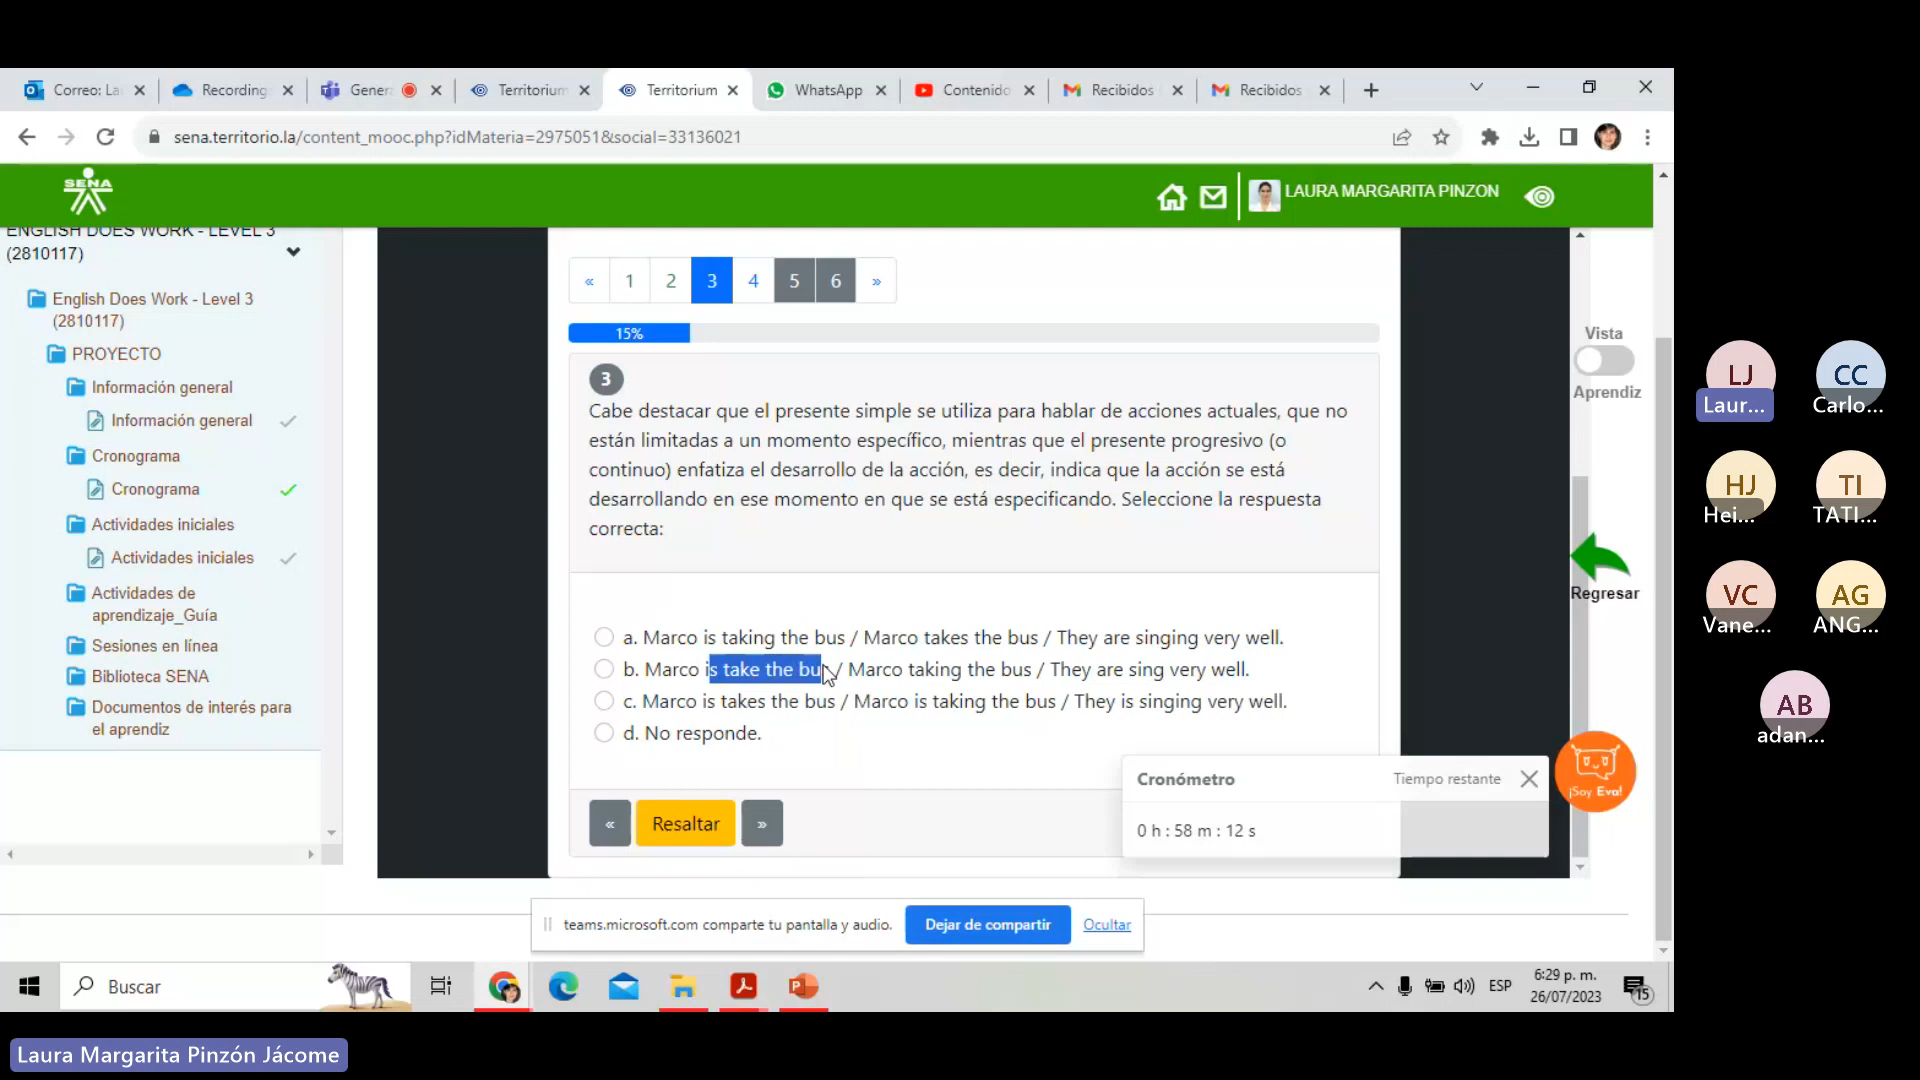 Correo: La
Recording
Gener
Territorium
Territorium
WhatsApp
Contenido
Recibidos
Recibidos
sena.territorio.la/content_mooc.php?idMateria=2975051&social=33136021
SENA
LAURA MARGARITA PINZON
ENGLISH DOES WORK - LEVEL 3
(2810117)
English Does Work - Level 3
(2810117)
PROYECTO
Información general
Información general
Cronograma
Cronograma
Actividades iniciales
Actividades iniciales
Actividades de
aprendizaje_Guía
Sesiones en línea
Biblioteca SENA
Documentos de interés para
el aprendiz
« 1 2 3 4 5 6 »
15%
3
Cabe destacar que el presente simple se utiliza para hablar de acciones actuales, que no
están limitadas a un momento específico, mientras que el presente progresivo (o
continuo) enfatiza el desarrollo de la acción, es decir, indica que la acción se está
desarrollando en ese momento en que se está especificando. Seleccione la respuesta
correcta:
a. Marco is taking the bus / Marco takes the bus / They are singing very well.
b. Marco is take the bus / Marco taking the bus / They are sing very well.
c. Marco is takes the bus / Marco is taking the bus / They is singing very well.
d. No responde.
« Resaltar »
Cronómetro
Tiempo restante
0 h : 58 m : 12 s
Vista
Aprendiz
Regresar
¡Soy Eva!
teams.microsoft.com comparte tu pantalla y audio.
Dejar de compartir
Ocultar
Buscar
ESP
6:29 p. m.
26/07/2023
15
LJ
Laur...
CC
Carlo...
HJ
Hei...
TI
TATI...
VC
Vane...
AG
ANG...
AB
adan...
Laura Margarita Pinzón Jácome